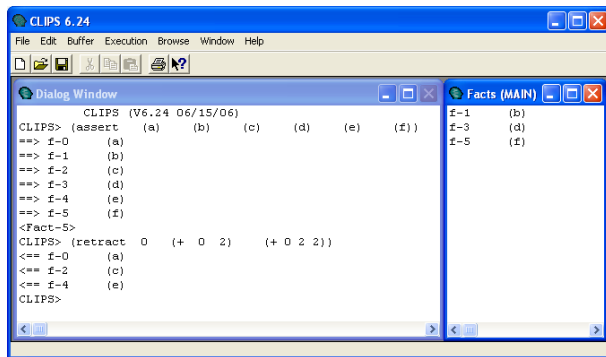 CLIPS 6.24
File Edit Buffer Execution Browse Window Help
Dialog Window
CLIPS (V6.24 06/15/06)
CLIPS> (assert (a) (b) (c) (d) (e) (f))
==> f-0 (a)
==> f-1 (b)
==> f-2 (c)
==> f-3 (d)
==> f-4 (e)
==> f-5 (f)
<Fact-5>
CLIPS> (retract 0 (+ 0 2) (+ 0 2 2))
<== f-0 (a)
<== f-2 (c)
<== f-4 (e)
CLIPS>
Facts (MAIN)
f-1 (b)
f-3 (d)
f-5 (f)